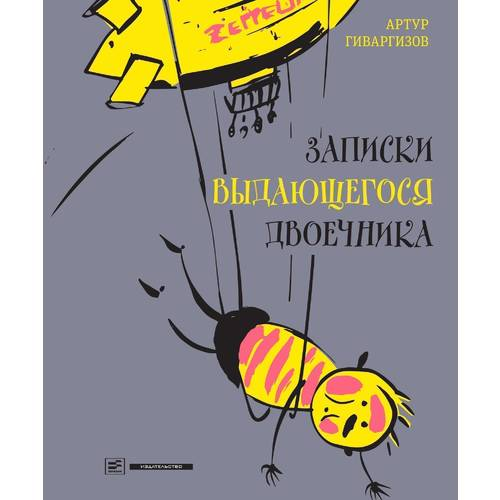 ZEPPELIN
АРТУР
ГИВАРГИЗОВ
ЗАПИСКИ
ВЫДАЮЩЕГОСЯ
ДВОЕЧНИКА
ИЗДАТЕЛЬСТВО